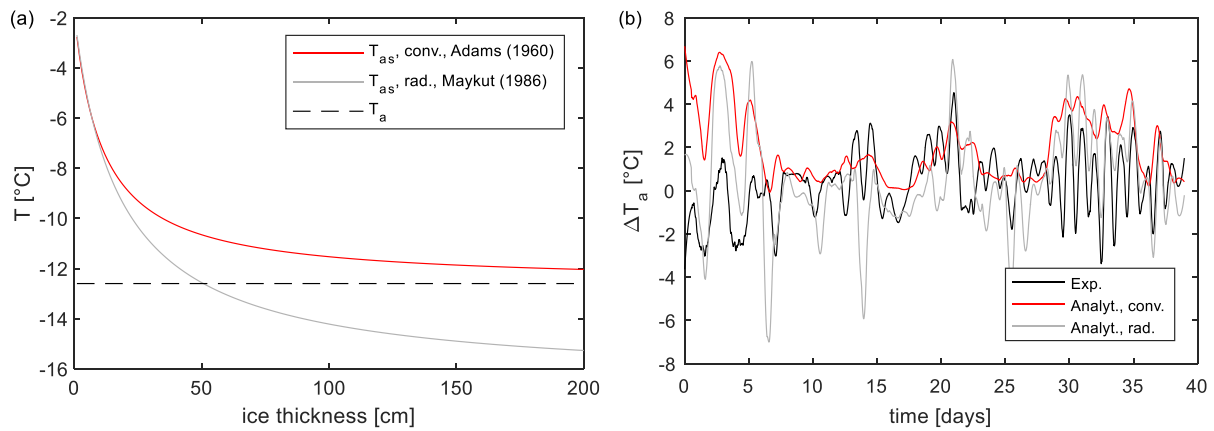 (a)
-2
-4
-6
-8
-10
-12
-14
-16
T [°C]
0
50
100
150
200
ice thickness [cm]
T_as, conv., Adams (1960)
T_as, rad., Maykut (1986)
T_a
(b)
8
6
4
2
0
-2
-4
-6
-8
ΔT_a [°C]
0
5
10
15
20
25
30
35
40
time [days]
Exp.
Analyt., conv.
Analyt., rad.